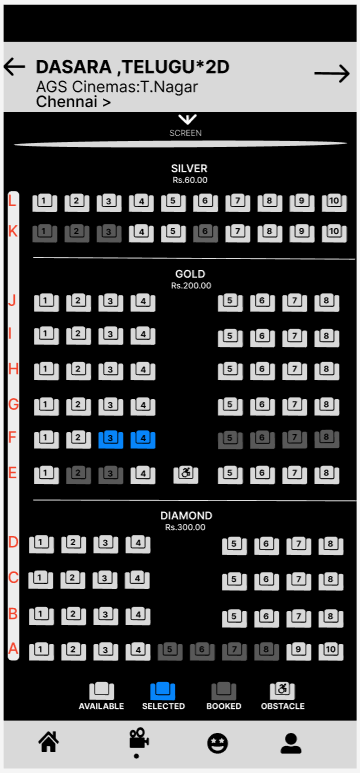 DASARA ,TELUGU*2D
AGS Cinemas:T.Nagar
Chennai >
SCREEN
SILVER
Rs.60.00
L 1 2 3 4 5 6 7 8 9 10
K 1 2 3 4 5 6 7 8 9 10
GOLD
Rs.200.00
J 1 2 3 4 5 6 7 8
I 1 2 3 4 5 6 7 8
H 1 2 3 4 5 6 7 8
G 1 2 3 4 5 6 7 8
F 1 2 3 4 5 6 7 8
E 1 2 3 4 5 6 7 8
DIAMOND
Rs.300.00
D 1 2 3 4 5 6 7 8
C 1 2 3 4 5 6 7 8
B 1 2 3 4 5 6 7 8
A 1 2 3 4 5 6 7 8 9 10
AVAILABLE SELECTED BOOKED OBSTACLE